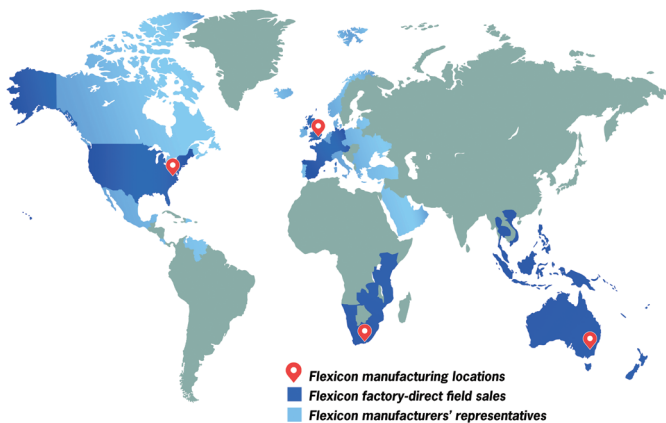 Flexicon manufacturing locations
Flexicon factory-direct field sales
Flexicon manufacturers' representatives